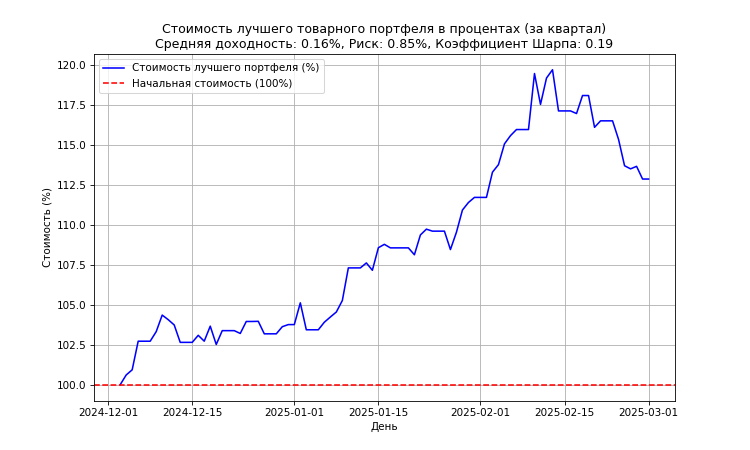 Стоимость лучшего товарного портфеля в процентах (за квартал)
Средняя доходность: 0.16%, Риск: 0.85%, Коэффициент Шарпа: 0.19
Стоимость лучшего портфеля (%)
Начальная стоимость (100%)
Стоимость (%)
120.0
117.5
115.0
112.5
110.0
107.5
105.0
102.5
100.0
2024-12-01
2024-12-15
2025-01-01
2025-01-15
2025-02-01
2025-02-15
2025-03-01
День